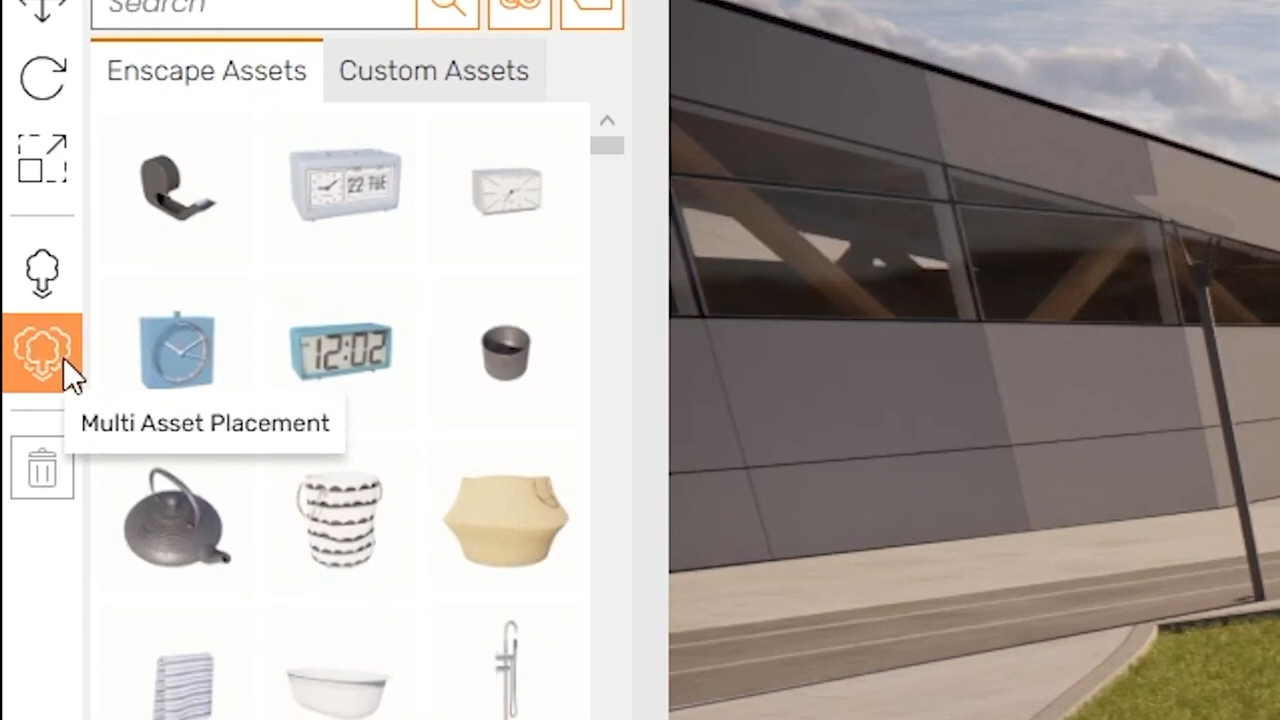 Search
Enscape Assets
Custom Assets
22 TUE
12:02
Multi Asset Placement